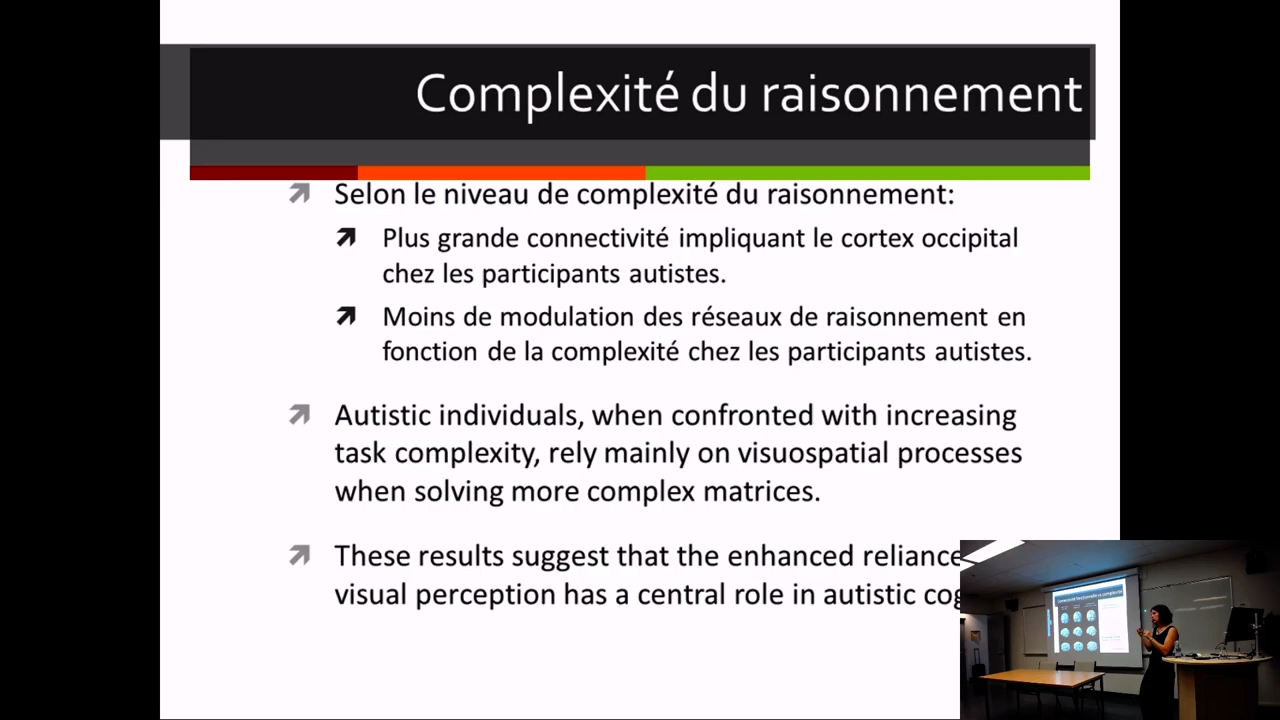 Complexité du raisonnement
Selon le niveau de complexité du raisonnement:
Plus grande connectivité impliquant le cortex occipital
chez les participants autistes.
Moins de modulation des réseaux de raisonnement en
fonction de la complexité chez les participants autistes.
Autistic individuals, when confronted with increasing
task complexity, rely mainly on visuospatial processes
when solving more complex matrices.
These results suggest that the enhanced reliance
visual perception has a central role in autistic